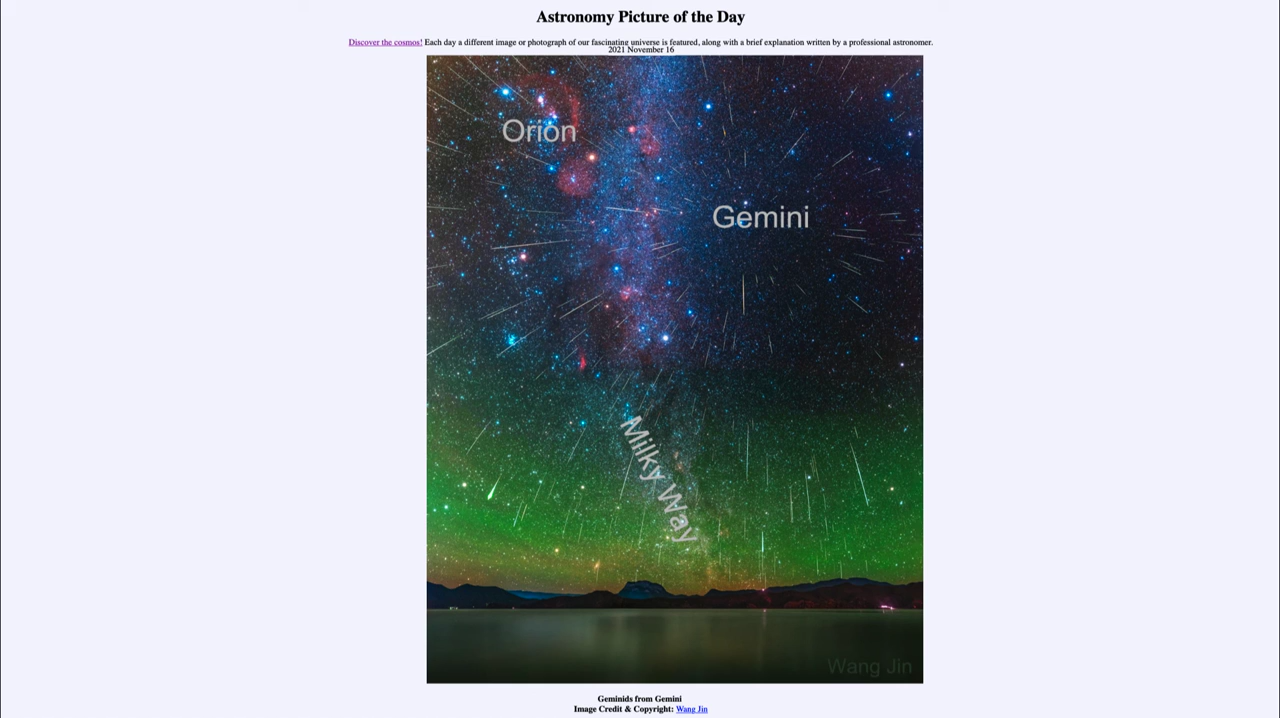 Astronomy Picture of the Day
Discover the cosmos! Each day a different image or photograph of our fascinating universe is featured, along with a brief explanation written by a professional astronomer.
2021 November 16
Orion
Gemini
Milky Way
Wang Jin
Geminids from Gemini
Image Credit & Copyright: Wang Jin